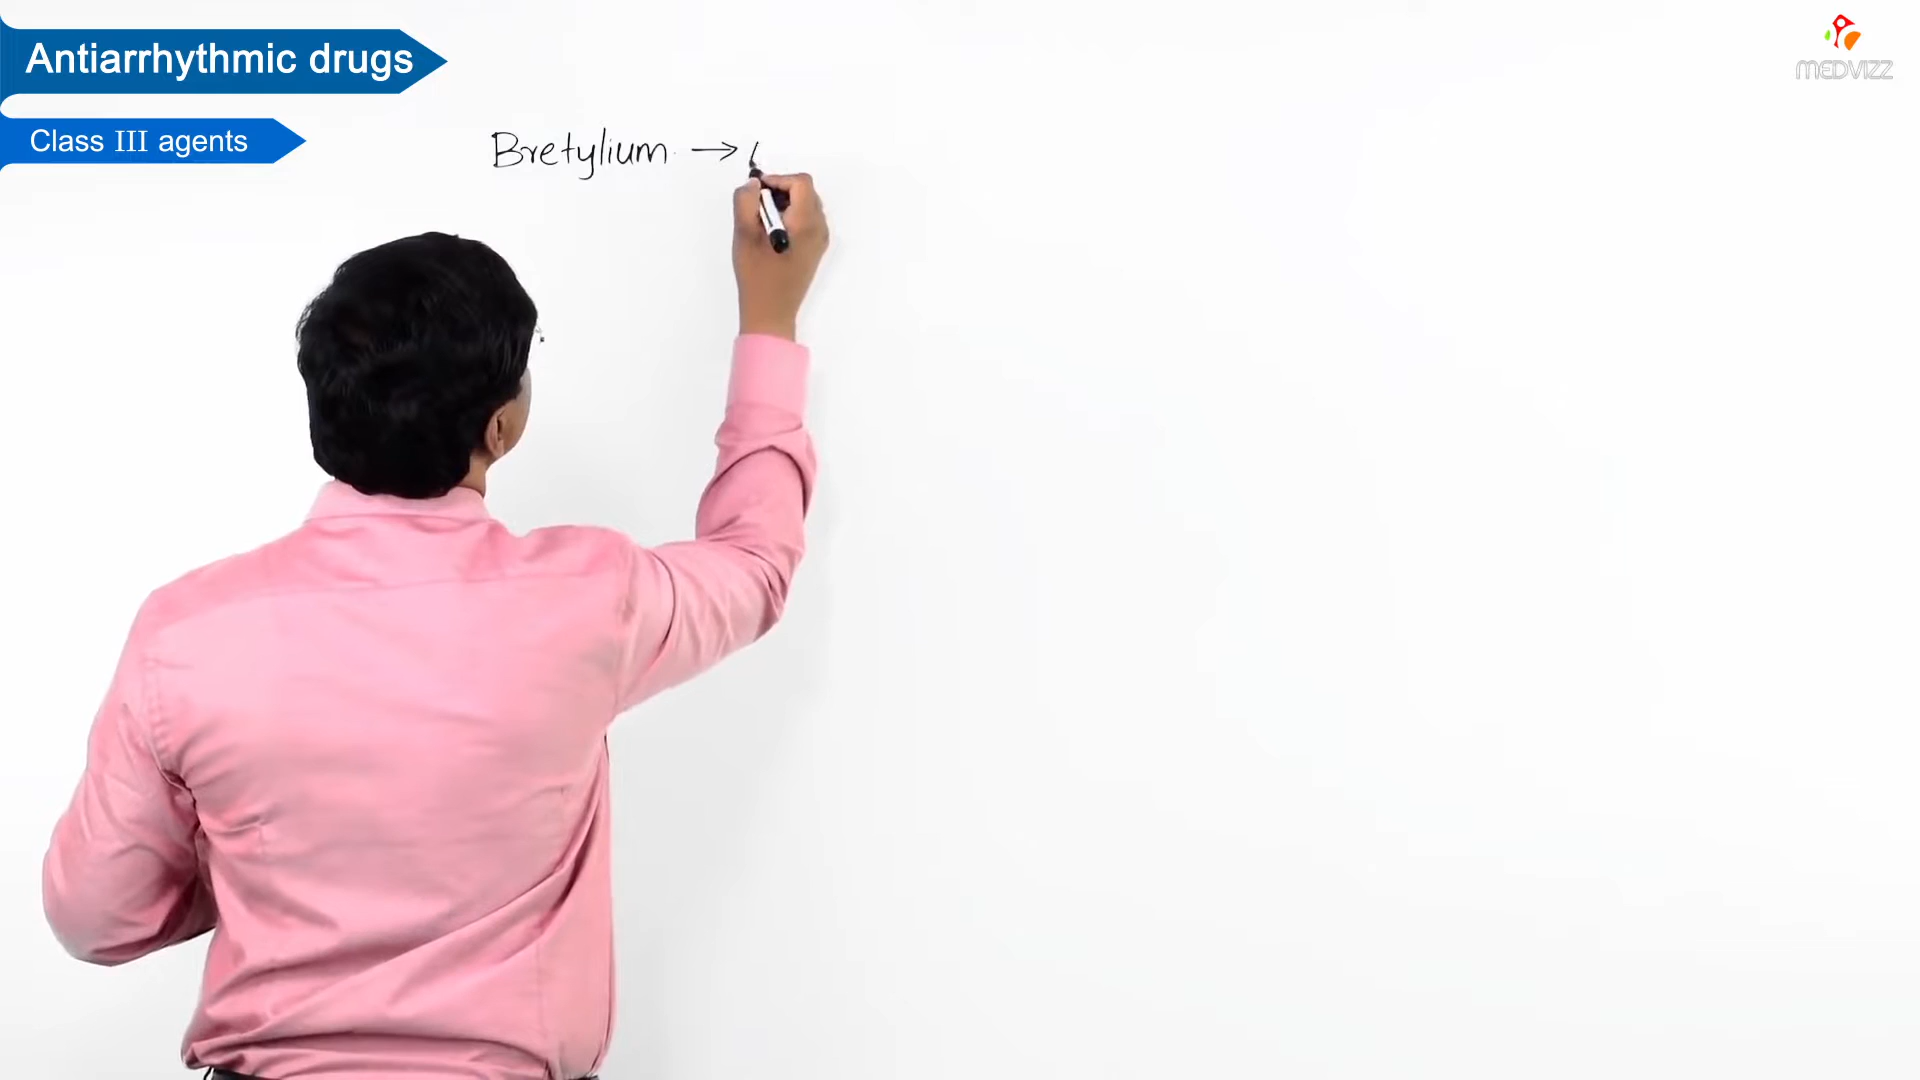 Antiarrhythmic drugs
MEDVIZZ
Class III agents
Bretylium →